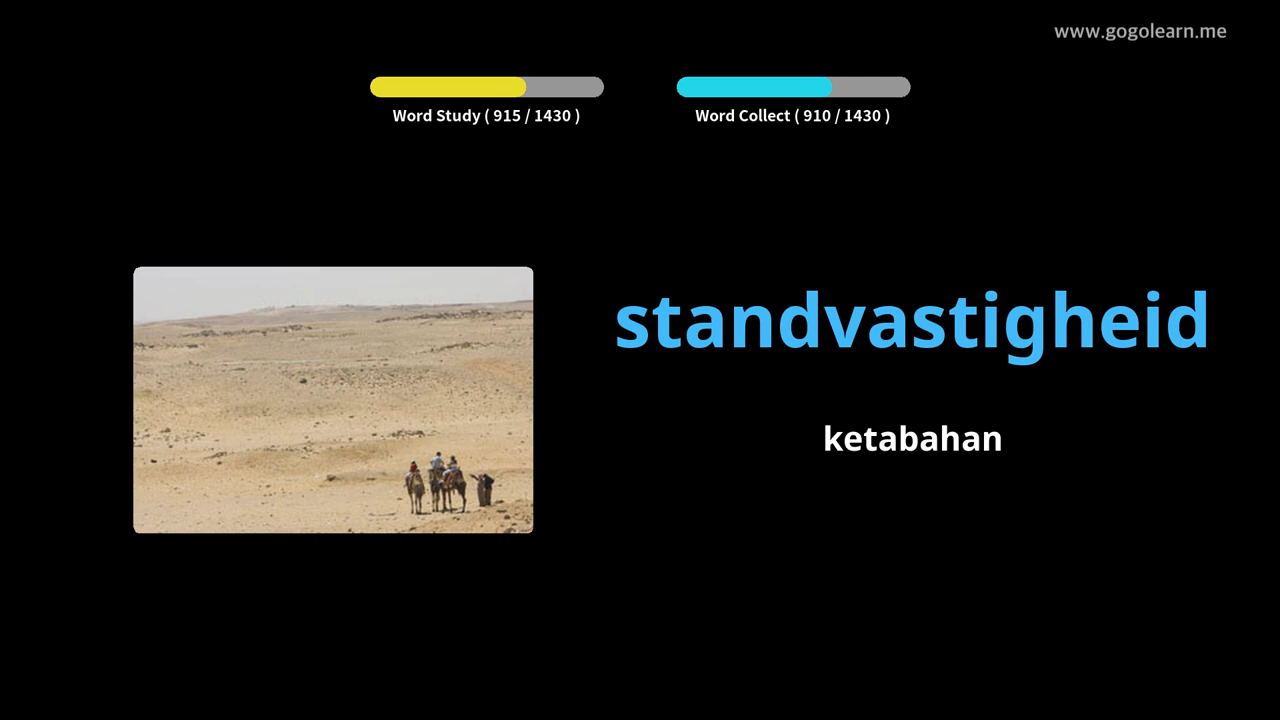 www.gogolearn.me
Word Study ( 915 / 1430 )
Word Collect ( 910 / 1430 )
standvastigheid
ketabahan